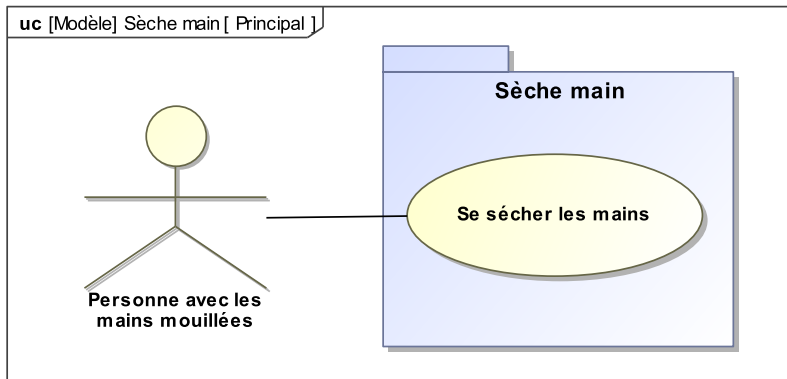 uc [Modèle] Sèche main [ Principal ]
Sèche main
Se sécher les mains
Personne avec les
mains mouillées